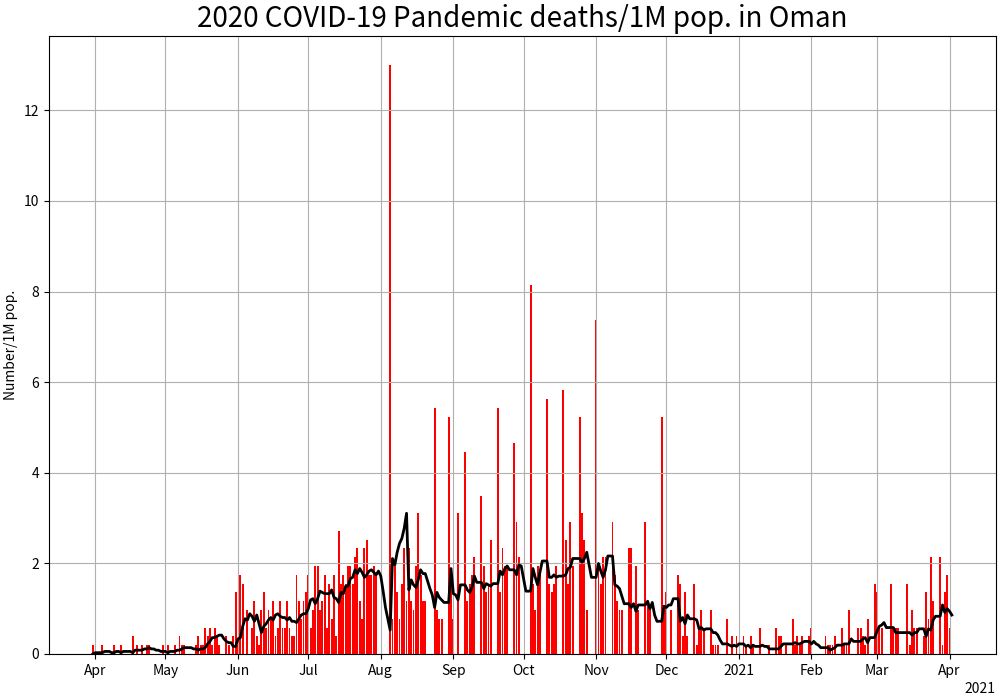 2020 COVID-19 Pandemic deaths/1M pop. in Oman
Number/1M pop.
12
10
8
6
4
2
0
Apr May Jun Jul Aug Sep Oct Nov Dec 2021 Feb Mar Apr
2021